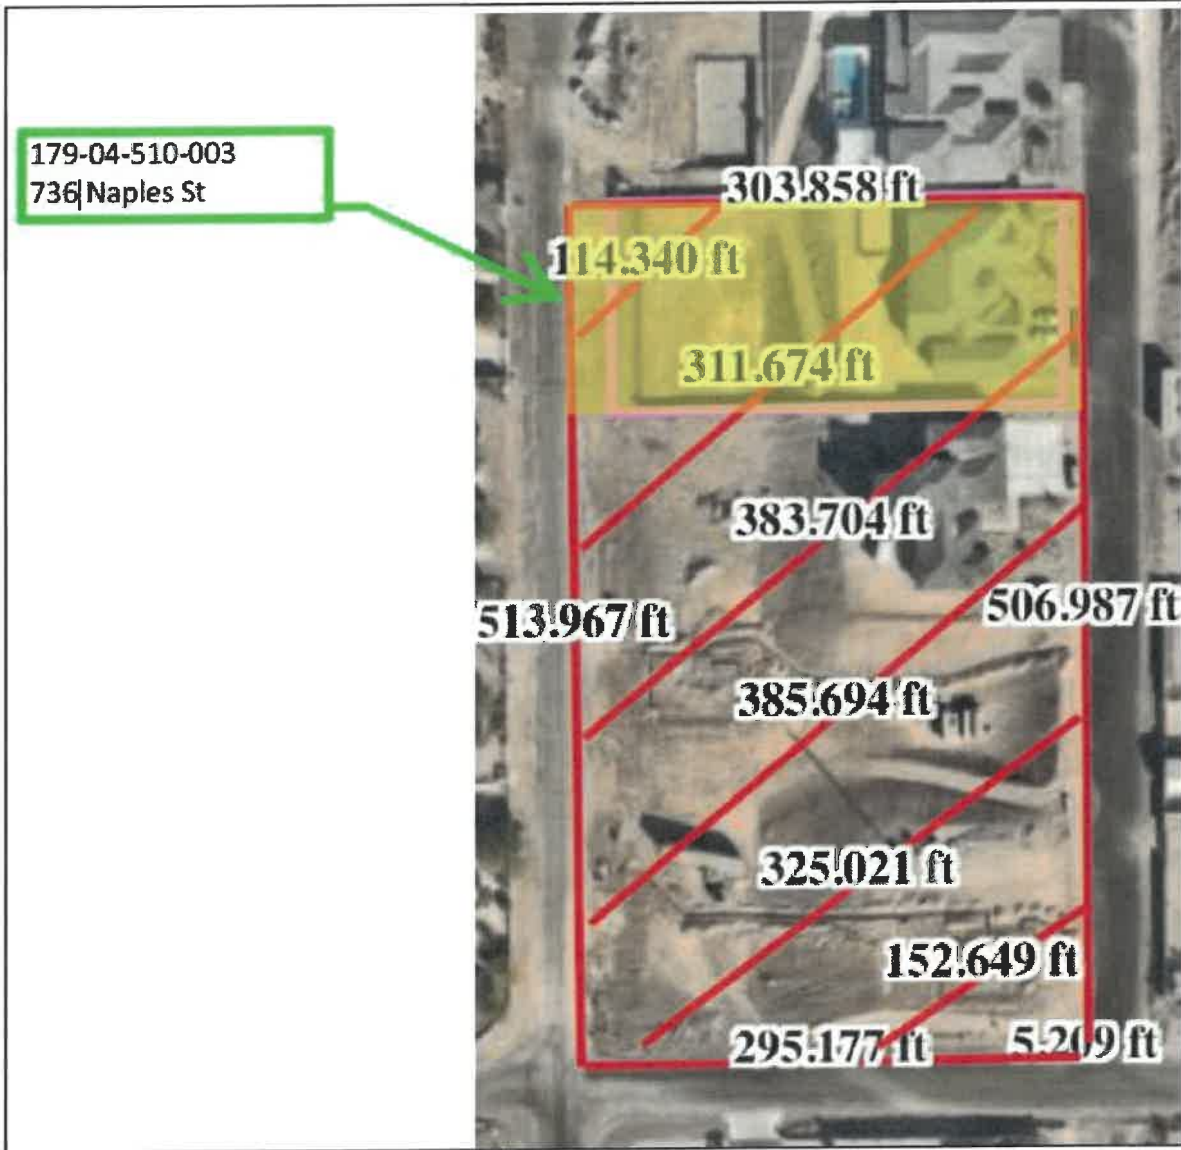 179-04-510-003
736 Naples St
303.858 ft
114.340 ft
311.674 ft
383.704 ft
513.967 ft
506.987 ft
385.694 ft
325.021 ft
152.649 ft
295.177 ft
5.209 ft